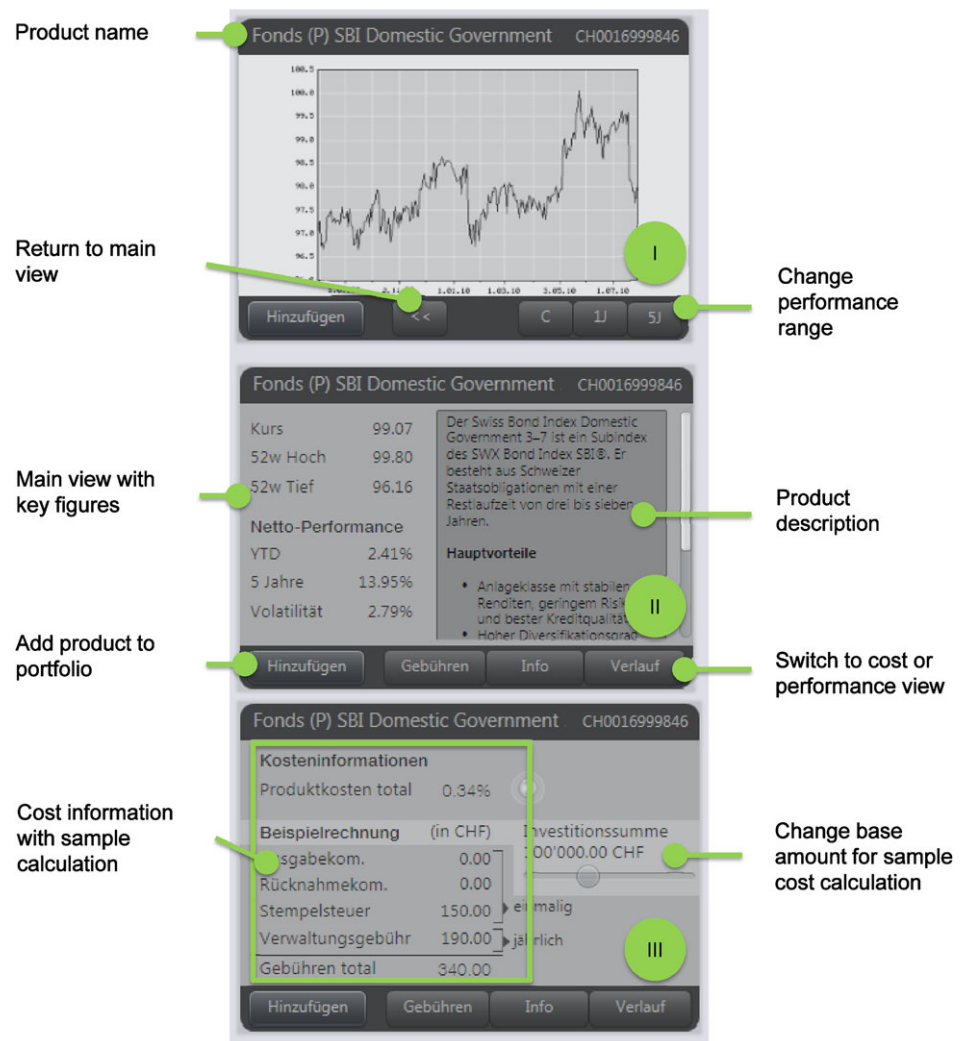 Product name
Fonds (P) SBI Domestic Government CH0016999846
100.5
100.0
99.5
99.0
98.5
98.0
97.5
97.0
96.5
1.01.10 1.03.10 3.05.10 1.07.10
I
Return to main
view
Change
performance
range
Hinzufügen << C 1J 5J
Fonds (P) SBI Domestic Government CH0016999846
Main view with
key figures
Kurs 99.07
52w Hoch 99.80
52w Tief 96.16
Netto-Performance
YTD 2.41%
5 Jahre 13.95%
Volatilität 2.79%
Der Swiss Bond Index Domestic
Government 3–7 ist ein Subindex
des SWX Bond Index SBI®. Er
besteht aus Schweizer
Staatsobligationen mit einer
Restlaufzeit von drei bis sieben
Jahren.
Hauptvorteile
• Anlageklasse mit stabilen
Renditen, geringem
und bester Kreditqualität
• Hoher Diversifikationsgrad
II
Product
description
Add product to
portfolio
Hinzufügen Gebühren Info Verlauf
Switch to cost or
performance view
Fonds (P) SBI Domestic Government CH0016999846
Cost information
with sample
calculation
Kosteninformationen
Produktkosten total 0.34%
Beispielrechnung (in CHF)
0.00
Rücknahmekom. 0.00
Stempelsteuer 150.00
Verwaltungsgebühr 190.00
Gebühren total 340.00
Investitionssumme
100'000.00 CHF
einmalig
jährlich
III
Change base
amount for sample
cost calculation
Hinzufügen Gebühren Info Verlauf